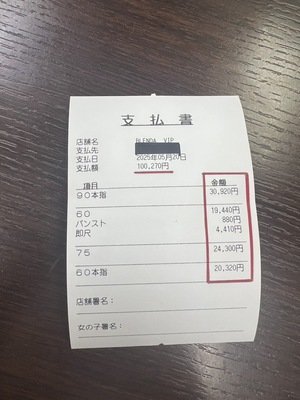 支払書
店舗名 BLENDA VIP
支払先
支払日 2025年05月20日
支払額 100,270円
項目 金額
90本指 30,920円
60 19,440円
パンスト 880円
即尺 4,410円
75 24,300円
60本指 20,320円
店舗署名：
女の子署名：